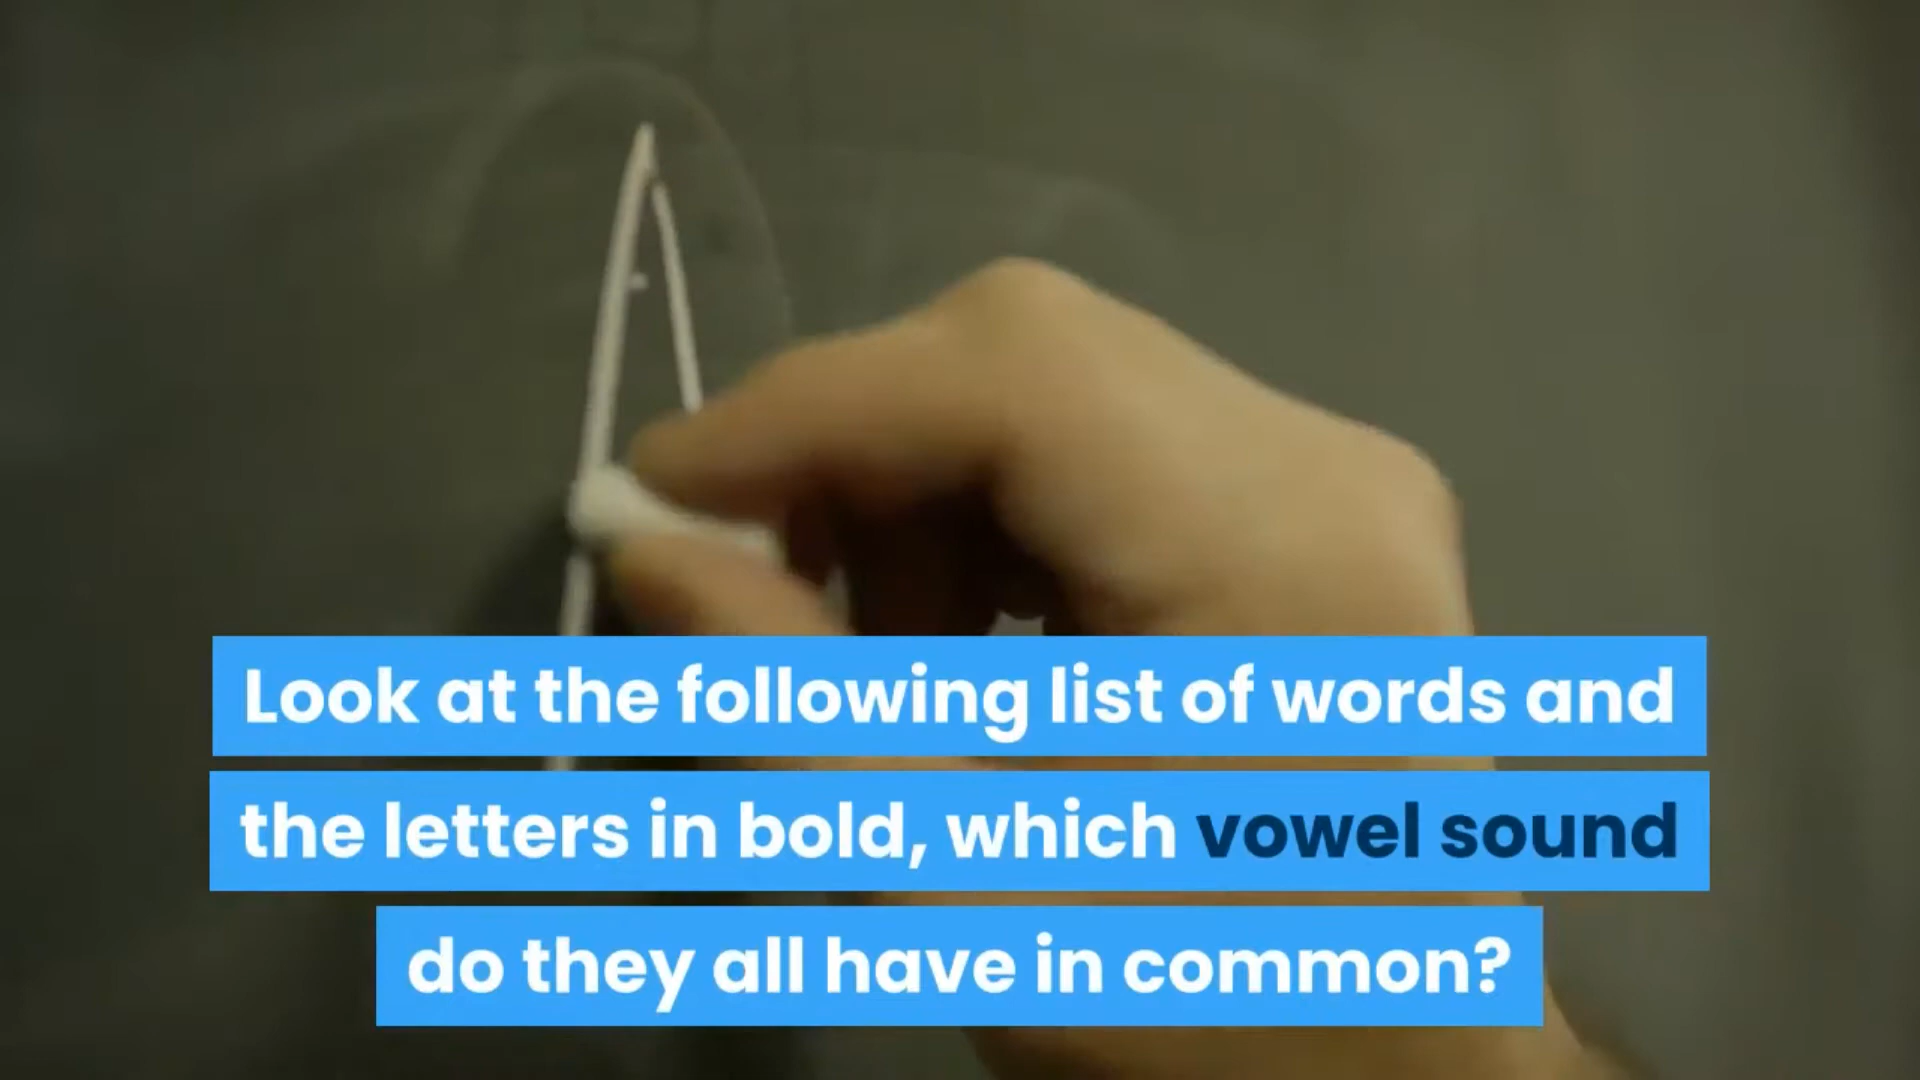 Look at the following list of words and
the letters in bold, which vowel sound
do they all have in common?